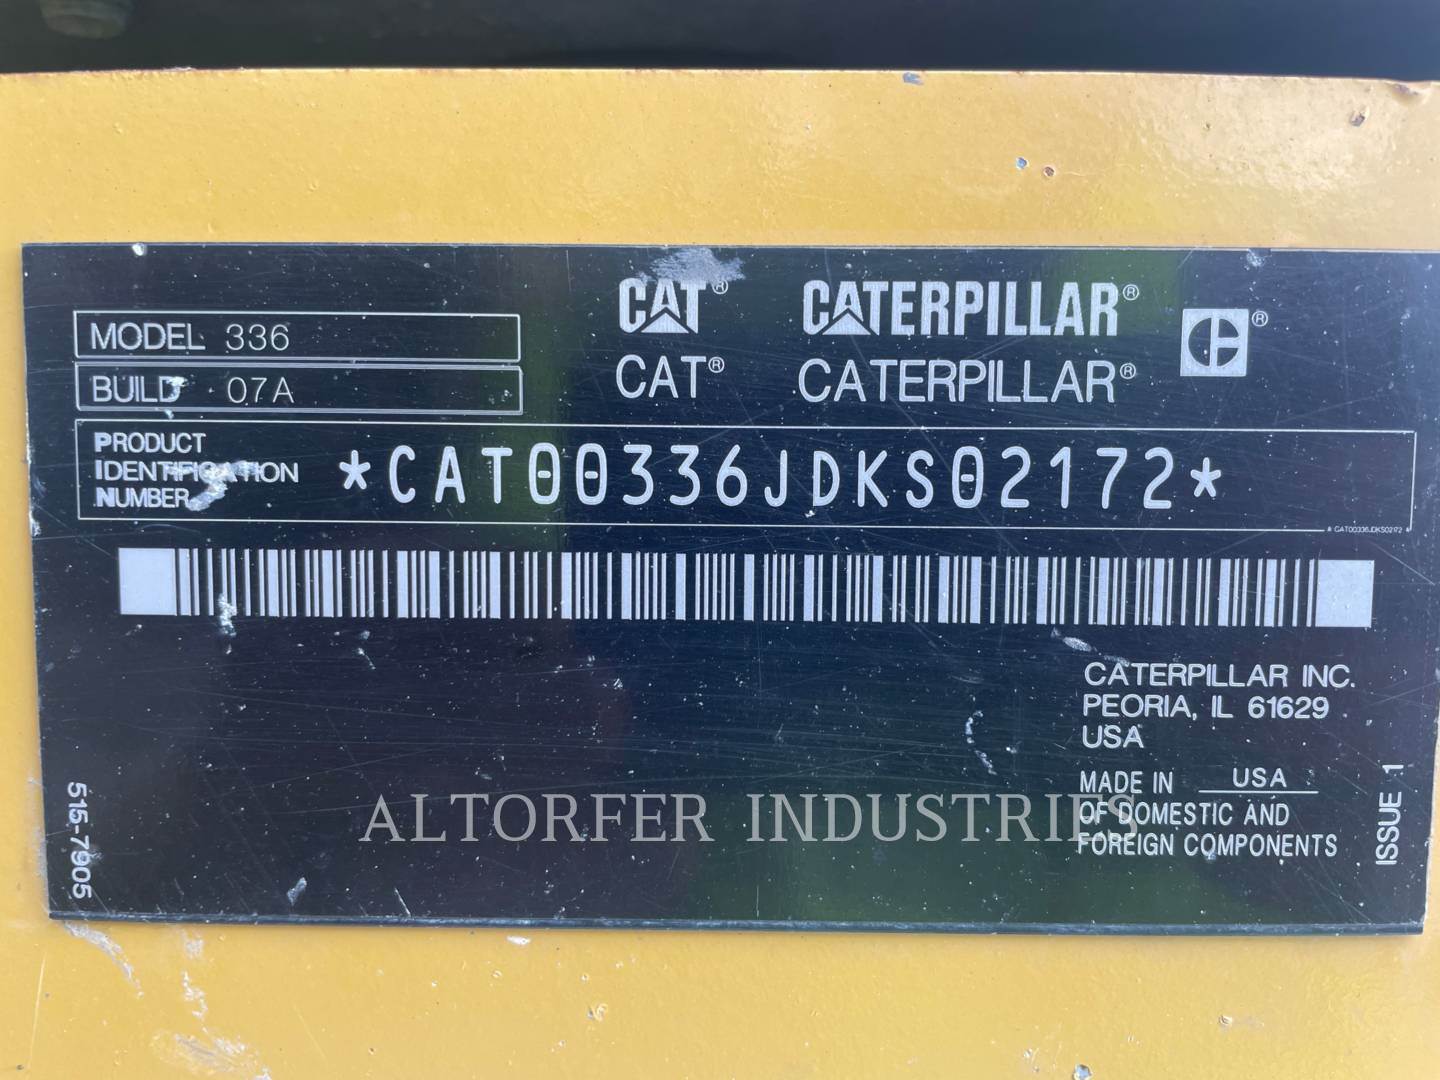 CAT® CATERPILLAR®
CAT® CATERPILLAR®
MODEL 336
BUILD 07A
PRODUCT
IDENTIFICATION
NUMBER
*CAT00336JDKS02172*
* CAT00336JDKS02172 *
CATERPILLAR INC.
PEORIA, IL 61629
USA
MADE IN USA
OF DOMESTIC AND
FOREIGN COMPONENTS
515-7905
ISSUE 1
ALTORFER INDUSTRIES